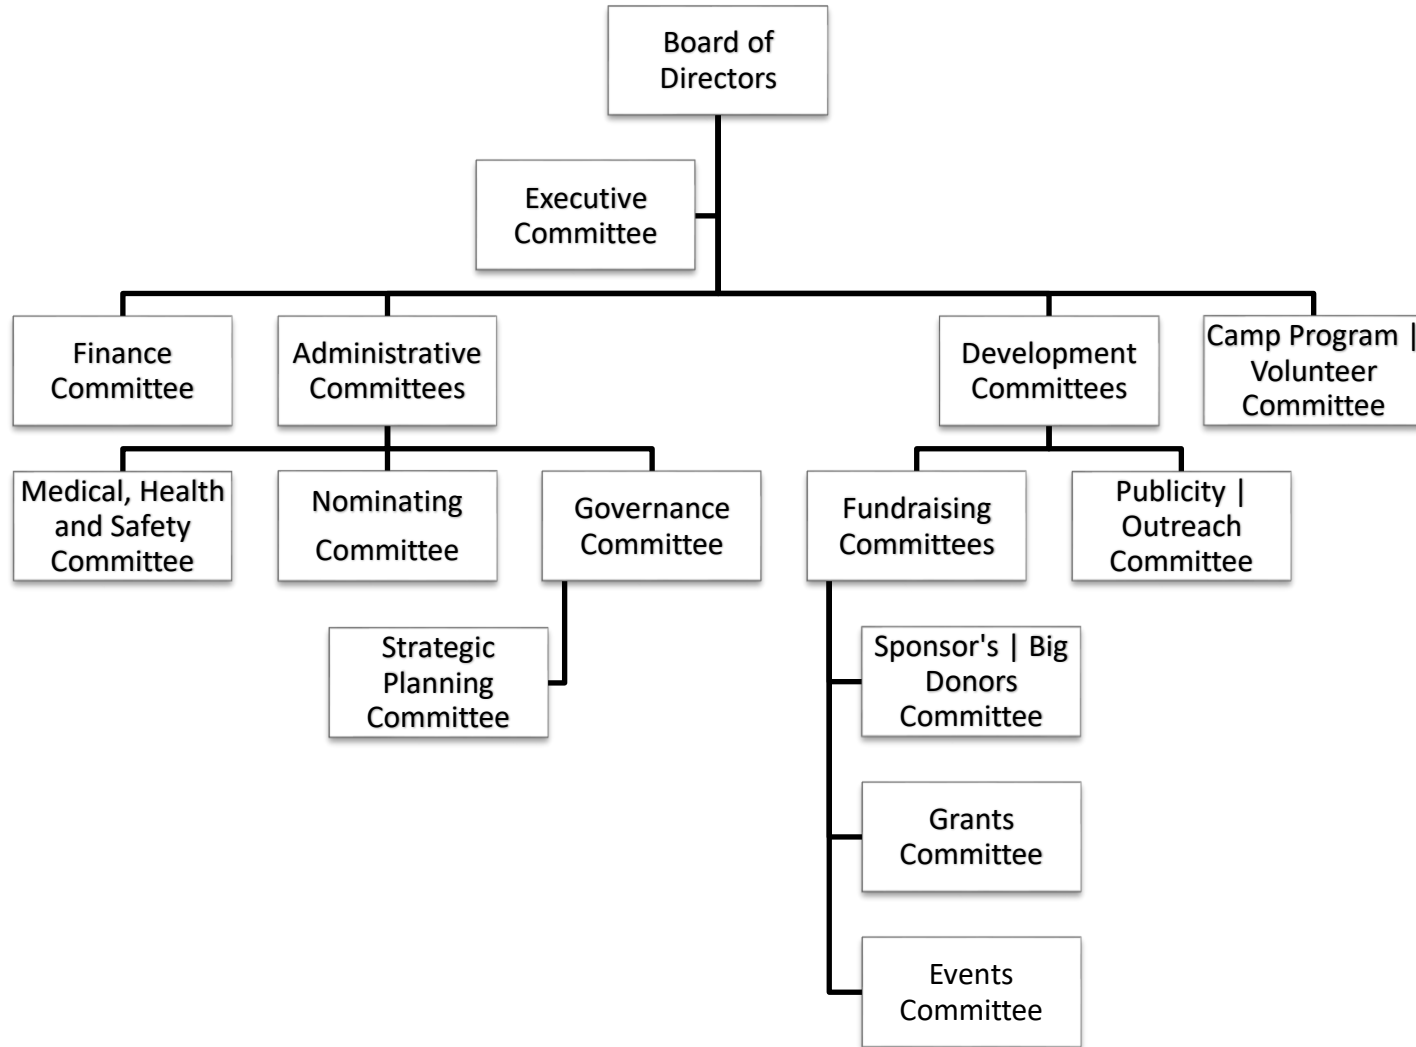 Board of
Directors
Executive
Committee
Finance
Committee
Administrative
Committees
Development
Committees
Camp Program |
Volunteer
Committee
Medical, Health
and Safety
Committee
Nominating
Committee
Governance
Committee
Fundraising
Committees
Publicity |
Outreach
Committee
Strategic
Planning
Committee
Sponsor's | Big
Donors
Committee
Grants
Committee
Events
Committee